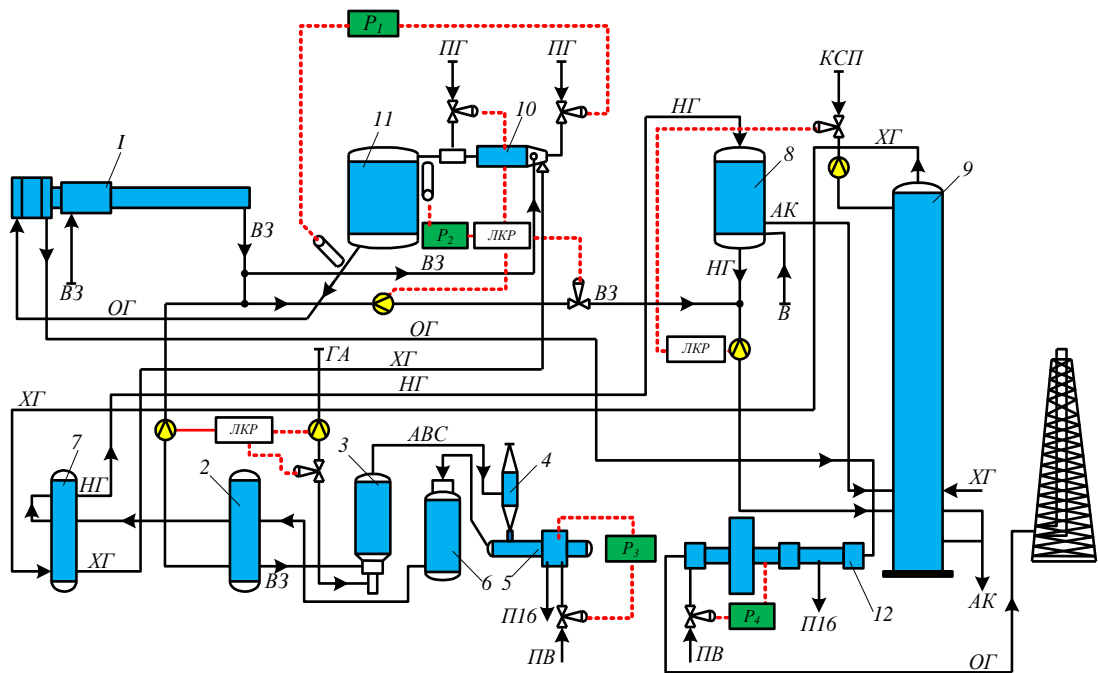 P1
ПГ
ПГ
КСП
НГ
10
ХГ
11
I
8
9
АК
P2
ЛКР
ВЗ
ВЗ
НГ
ВЗ
ВЗ
В
ОГ
ОГ
ЛКР
ГА
ХГ
НГ
ХГ
ЛКР
АВС
7
3
4
2
НГ
ХГ
P3
ХГ
ВЗ
6
5
П16
P4
П16
12
АК
ПВ
ПВ
ОГ